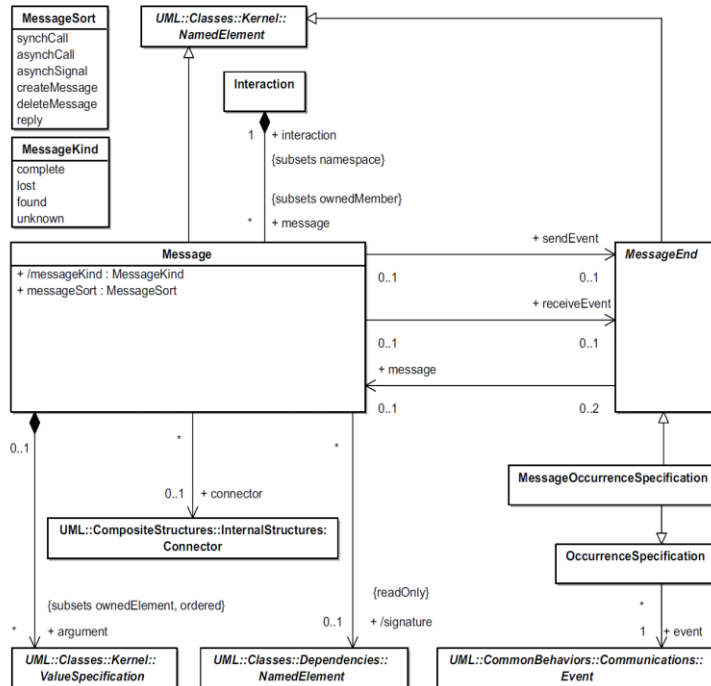 MessageSort
synchCall
asynchCall
asynchSignal
createMessage
deleteMessage
reply
UML::Classes::Kernel::
NamedElement
Interaction
MessageKind
complete
lost
found
unknown
1 + interaction
{subsets namespace}
{subsets ownedMember}
* + message
Message
+ /messageKind : MessageKind
+ messageSort : MessageSort
+ sendEvent
0..1 0..1
+ receiveEvent
0..1 0..1
+ message
0..1 0..2
MessageEnd
0..1
*
*
MessageOccurrenceSpecification
0..1 + connector
UML::CompositeStructures::InternalStructures:
Connector
OccurrenceSpecification
{subsets ownedElement, ordered}
* + argument
{readOnly}
0..1 + /signature
*
1 + event
UML::Classes::Kernel::
ValueSpecification
UML::Classes::Dependencies::
NamedElement
UML::CommonBehaviors::Communications::
Event